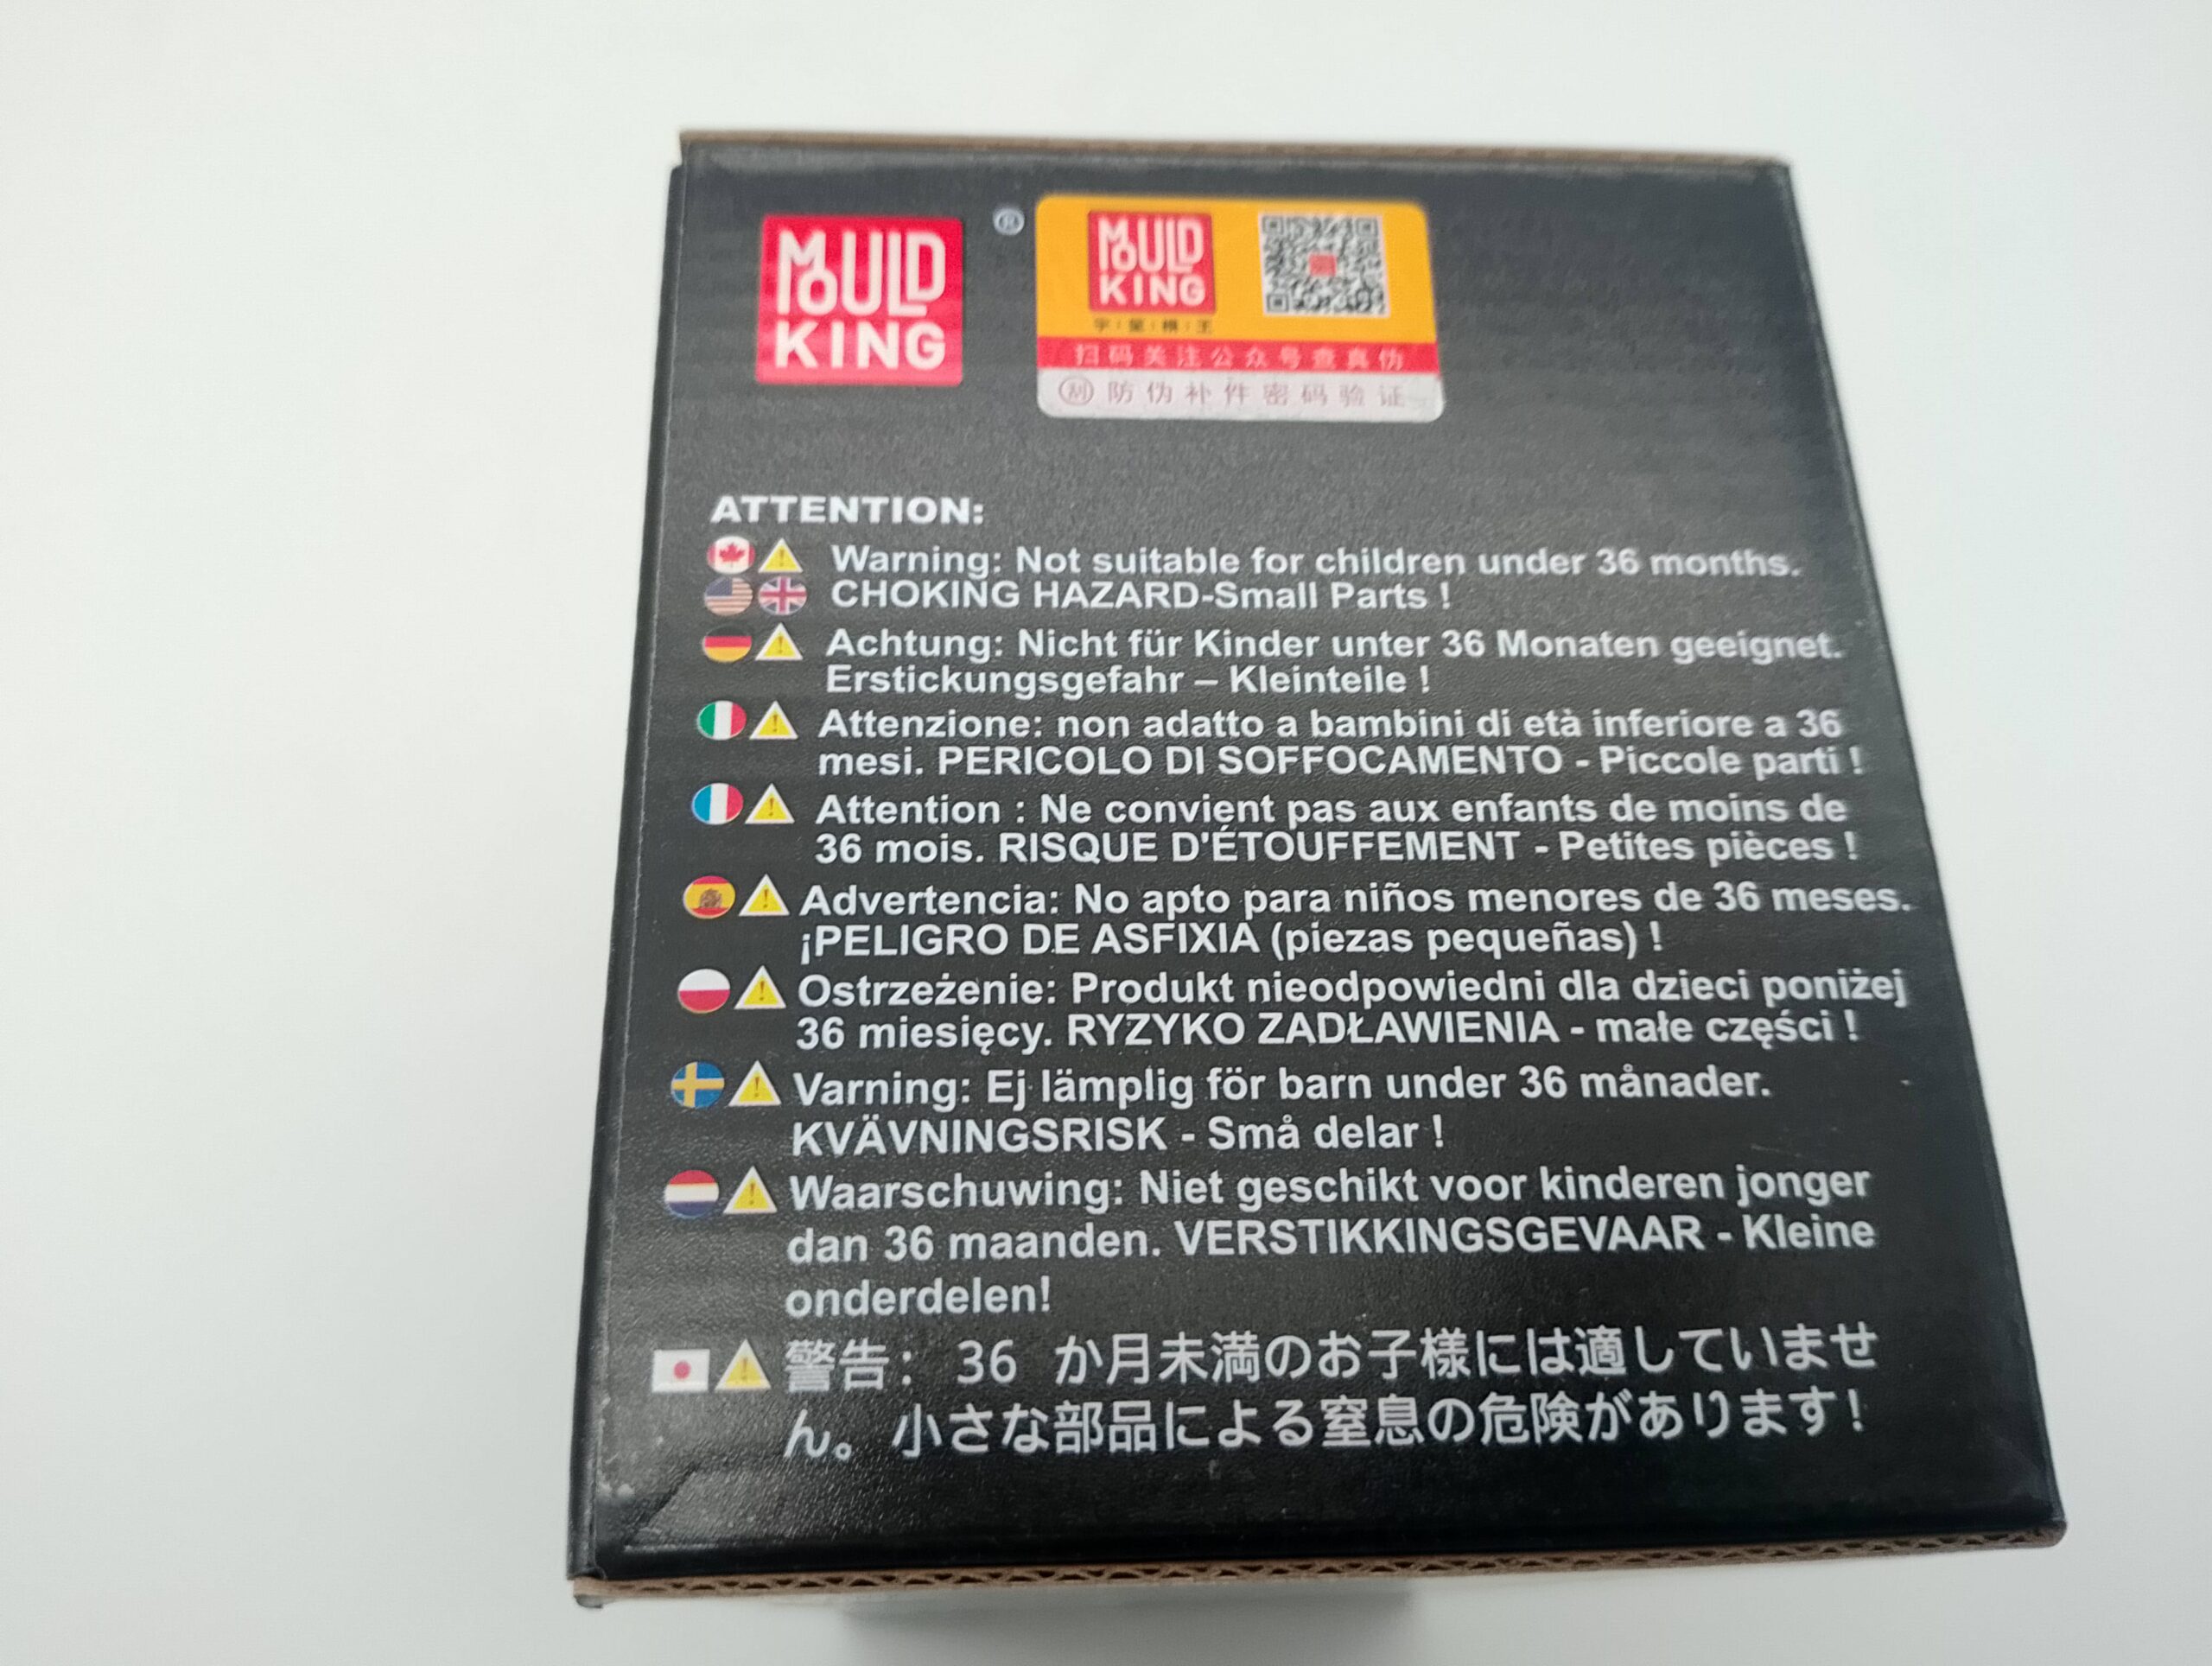 MOULD
KING
®
MOULD
KING
宇星模王
扫码关注公众号查真伪
刮 防伪补件密码验证
ATTENTION:
Warning: Not suitable for children under 36 months.
CHOKING HAZARD-Small Parts !
Achtung: Nicht für Kinder unter 36 Monaten geeignet.
Erstickungsgefahr – Kleinteile !
Attenzione: non adatto a bambini di età inferiore a 36
mesi. PERICOLO DI SOFFOCAMENTO - Piccole parti !
Attention : Ne convient pas aux enfants de moins de
36 mois. RISQUE D'ÉTOUFFEMENT - Petites pièces !
Advertencia: No apto para niños menores de 36 meses.
¡PELIGRO DE ASFIXIA (piezas pequeñas) !
Ostrzeżenie: Produkt nieodpowiedni dla dzieci poniżej
36 miesięcy. RYZYKO ZADŁAWIENIA - małe części !
Varning: Ej lämplig för barn under 36 månader.
KVÄVNINGSRISK - Små delar !
Waarschuwing: Niet geschikt voor kinderen jonger
dan 36 maanden. VERSTIKKINGSGEVAAR - Kleine
onderdelen!
警告: 36 か月未満のお子様には適していませ
ん。小さな部品による窒息の危険があります!